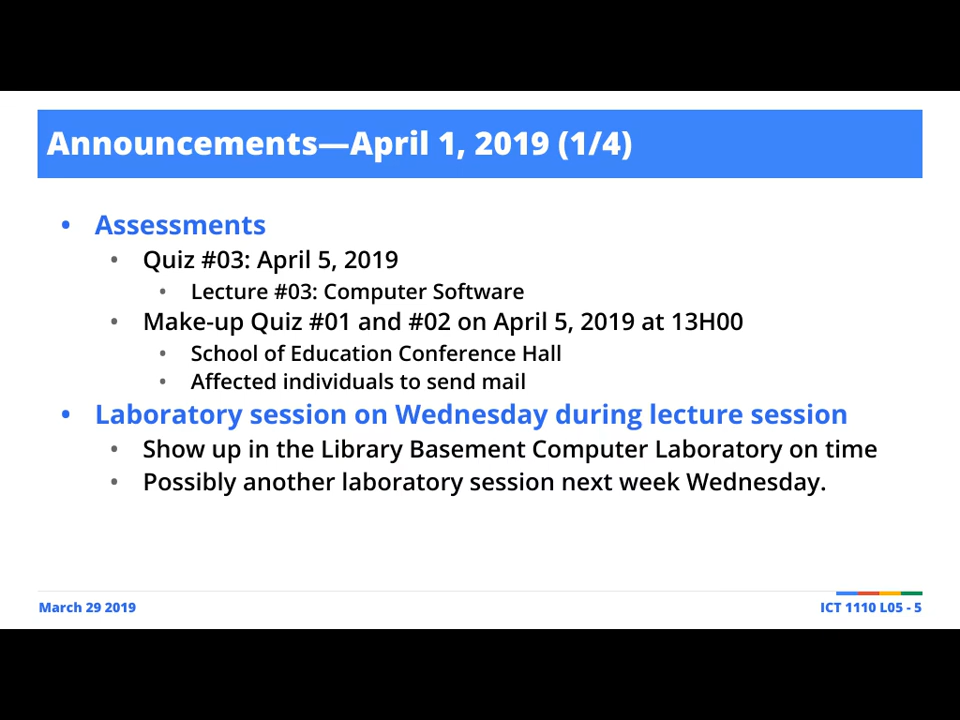 Announcements—April 1, 2019 (1/4)
• Assessments
• Quiz #03: April 5, 2019
• Lecture #03: Computer Software
• Make-up Quiz #01 and #02 on April 5, 2019 at 13H00
• School of Education Conference Hall
• Affected individuals to send mail
• Laboratory session on Wednesday during lecture session
• Show up in the Library Basement Computer Laboratory on time
• Possibly another laboratory session next week Wednesday.
March 29 2019
ICT 1110 L05 - 5